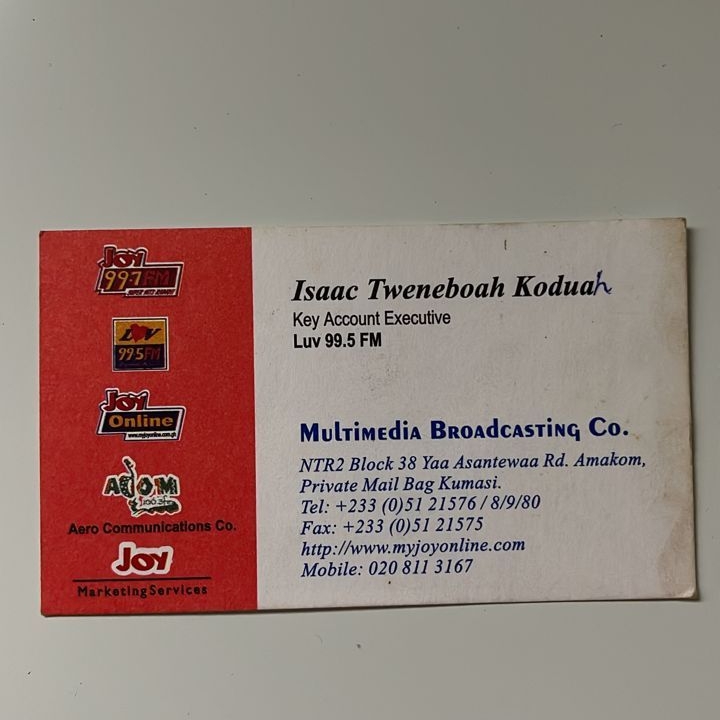 JOY
99.7 FM
SUPER HITS RADIO
LUV
99.5 FM
JOY
Online
www.myjoyonline.com.gh
ADOM
106.3fm
Aero Communications Co.
JOY
Marketing Services
Isaac Tweneboah Koduah
Key Account Executive
Luv 99.5 FM
Multimedia Broadcasting Co.
NTR2 Block 38 Yaa Asantewaa Rd. Amakom,
Private Mail Bag Kumasi.
Tel: +233 (0)51 21576 / 8/9/80
Fax: +233 (0)51 21575
http://www.myjoyonline.com
Mobile: 020 811 3167